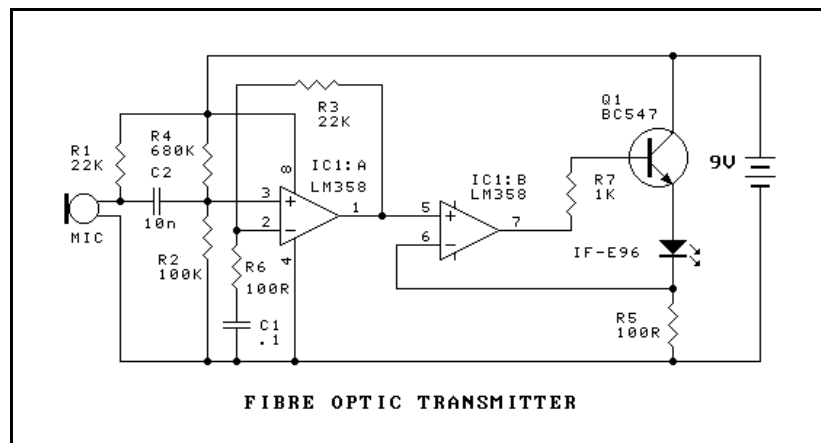 R3
22K
Q1
BC547
R1
22K
R4
680K
C2
10n
MIC
R2
100K
8
3
+
2
-
1
4
IC1:A
LM358
R6
100R
C1
.1
IC1:B
LM358
5
+
6
-
7
R7
1K
9V
IF-E96
R5
100R
FIBRE OPTIC TRANSMITTER